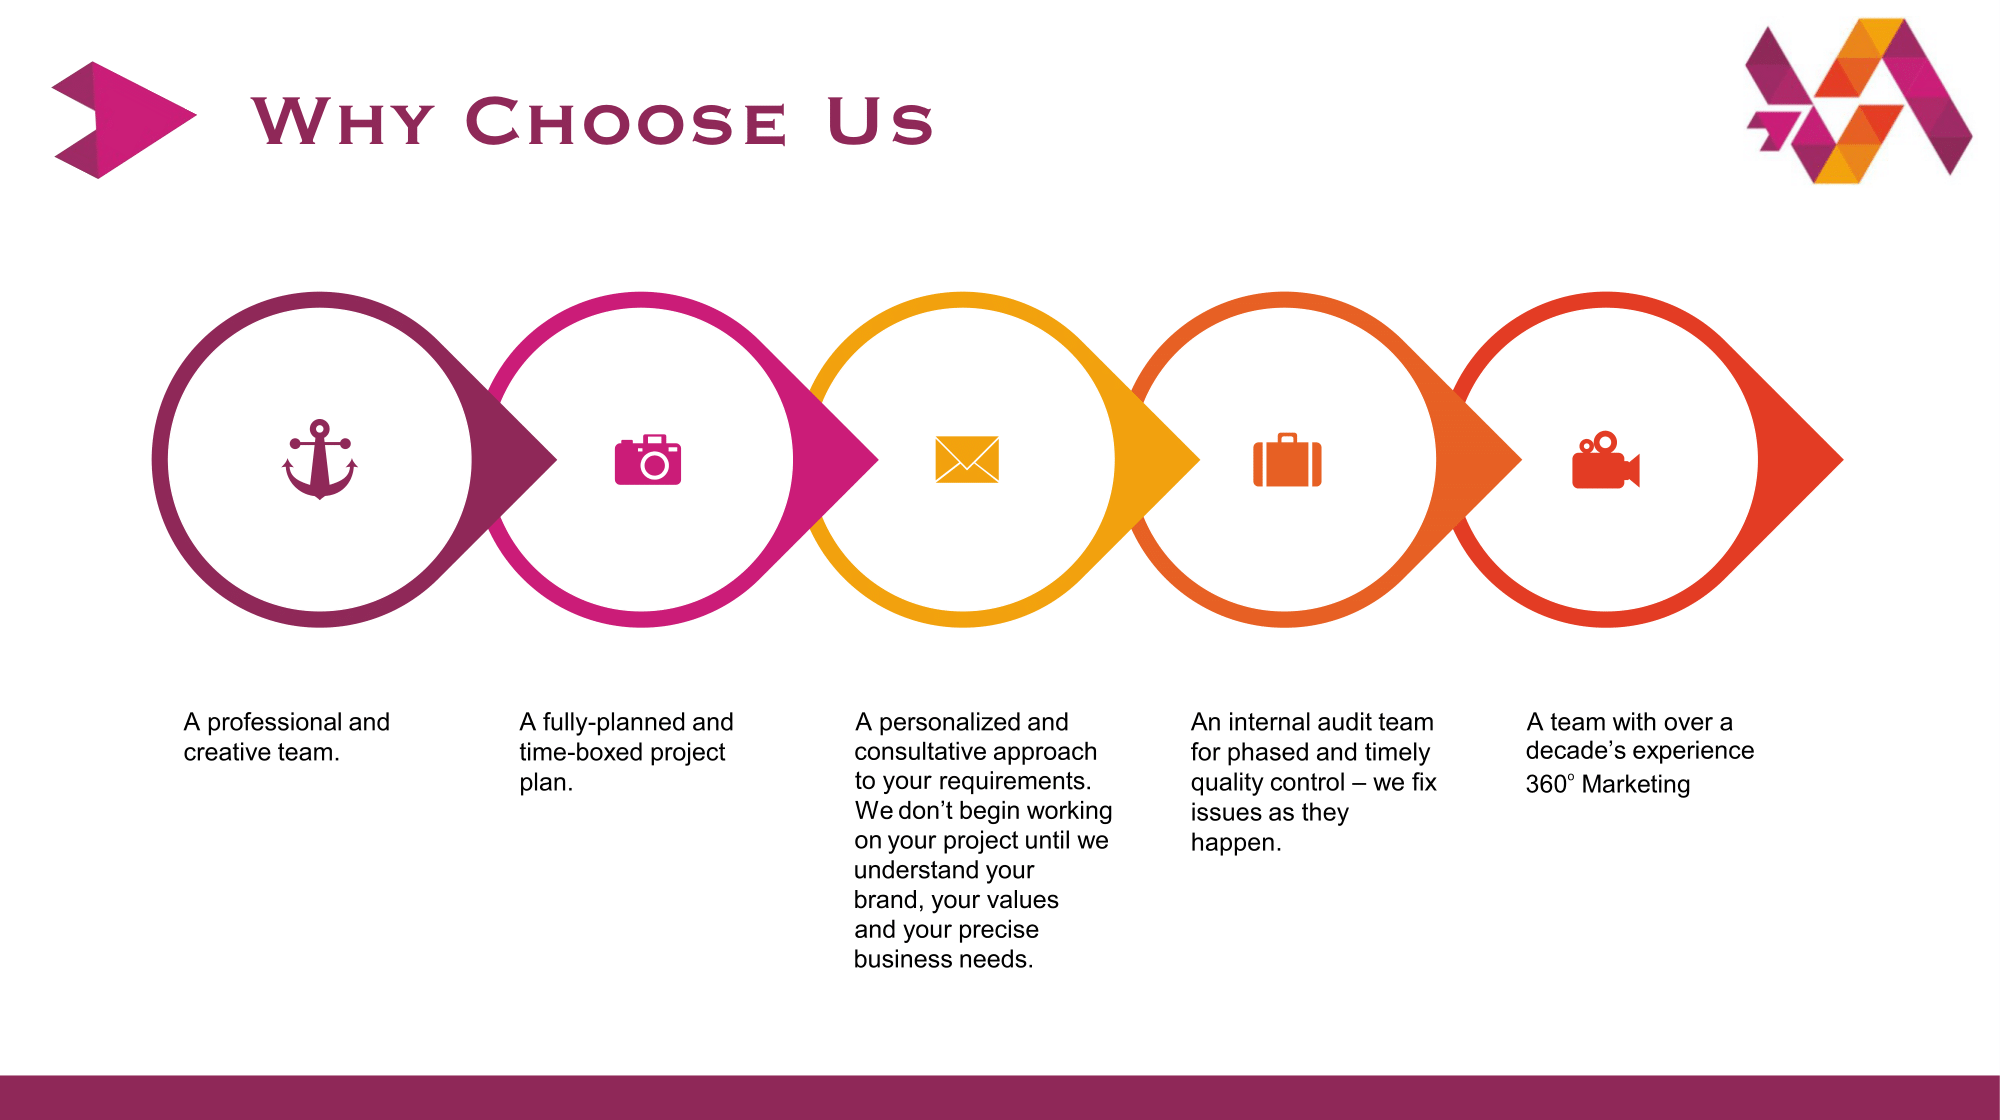 Why Choose Us
A professional and
creative team.
A fully-planned and
time-boxed project
plan.
A personalized and
consultative approach
to your requirements.
We don’t begin working
on your project until we
understand your
brand, your values
and your precise
business needs.
An internal audit team
for phased and timely
quality control – we fix
issues as they
happen.
A team with over a
decade’s experience
360° Marketing